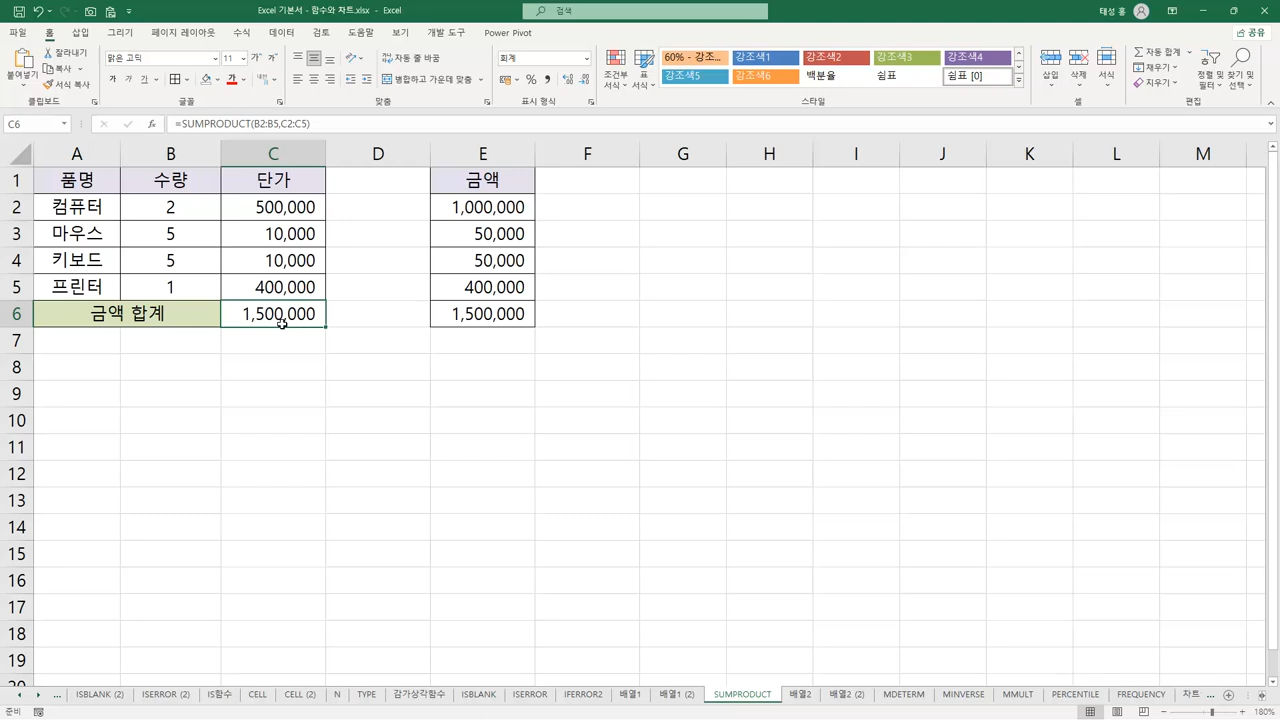 Excel 기본서 - 함수와 차트.xlsx - Excel
검색
태성 홍
파일 홈 삽입 그리기 페이지 레이아웃 수식 데이터 검토 도움말 보기 개발 도구 Power Pivot 공유
붙여넣기 잘라내기 복사 서식 복사
맑은 고딕 11
가 가 가
자동 줄 바꿈
병합하고 가운데 맞춤
회계
조건부 서식 표 서식
60% - 강조... 강조색1 강조색2 강조색3 강조색4
강조색5 강조색6 백분율 쉼표 쉼표 [0]
삽입 삭제 서식
자동 합계
채우기
지우기
정렬 및 필터 찾기 및 선택
클립보드 글꼴 맞춤 표시 형식 스타일 셀 편집
C6 fx =SUMPRODUCT(B2:B5,C2:C5)
A B C D E F G H I J K L M
1 품명 수량 단가 금액
2 컴퓨터 2 500,000 1,000,000
3 마우스 5 10,000 50,000
4 키보드 5 10,000 50,000
5 프린터 1 400,000 400,000
6 금액 합계 1,500,000 1,500,000
7
8
9
10
11
12
13
14
15
16
17
18
19
20
... ISBLANK (2) ISERROR (2) IS함수 CELL CELL (2) N TYPE 감가상각함수 ISBLANK ISERROR IFERROR2 배열1 배열1 (2) SUMPRODUCT 배열2 배열2 (2) MDETERM MINVERSE MMULT PERCENTILE FREQUENCY 차트 ...
준비 180%